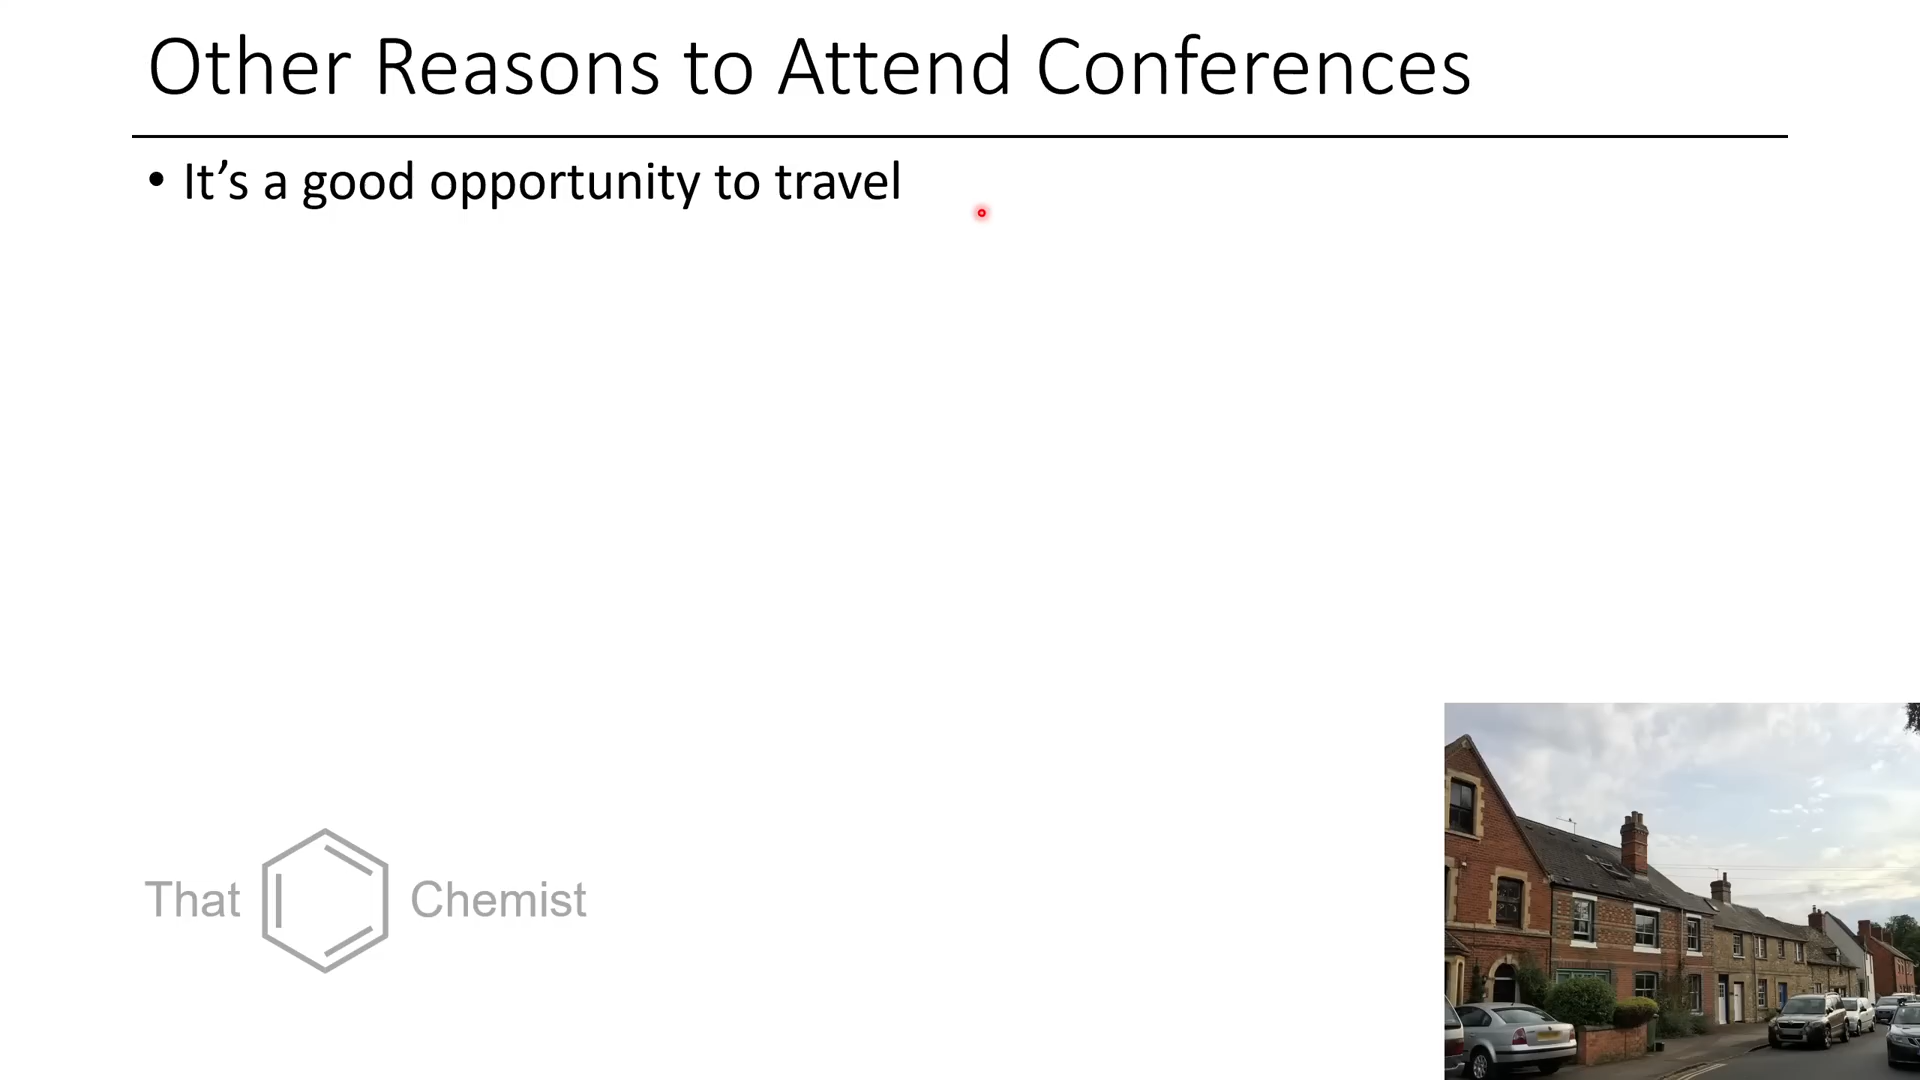 Other Reasons to Attend Conferences
• It’s a good opportunity to travel
That Chemist